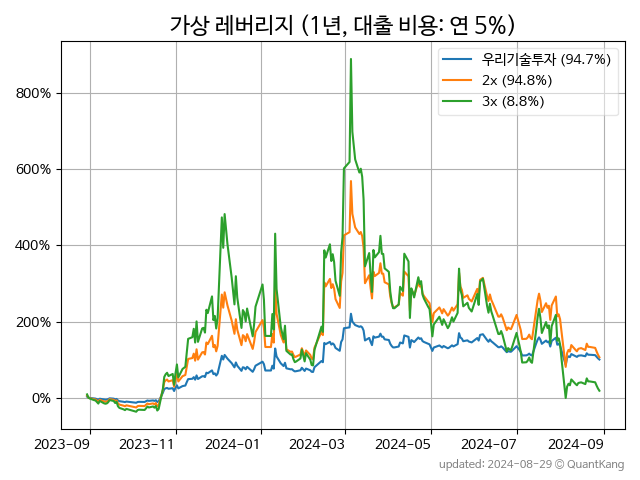 가상 레버리지 (1년, 대출 비용: 연 5%)
우리기술투자 (94.7%)
2x (94.8%)
3x (8.8%)
800%
600%
400%
200%
0%
2023-09 2023-11 2024-01 2024-03 2024-05 2024-07 2024-09
updated: 2024-08-29 © QuantKang